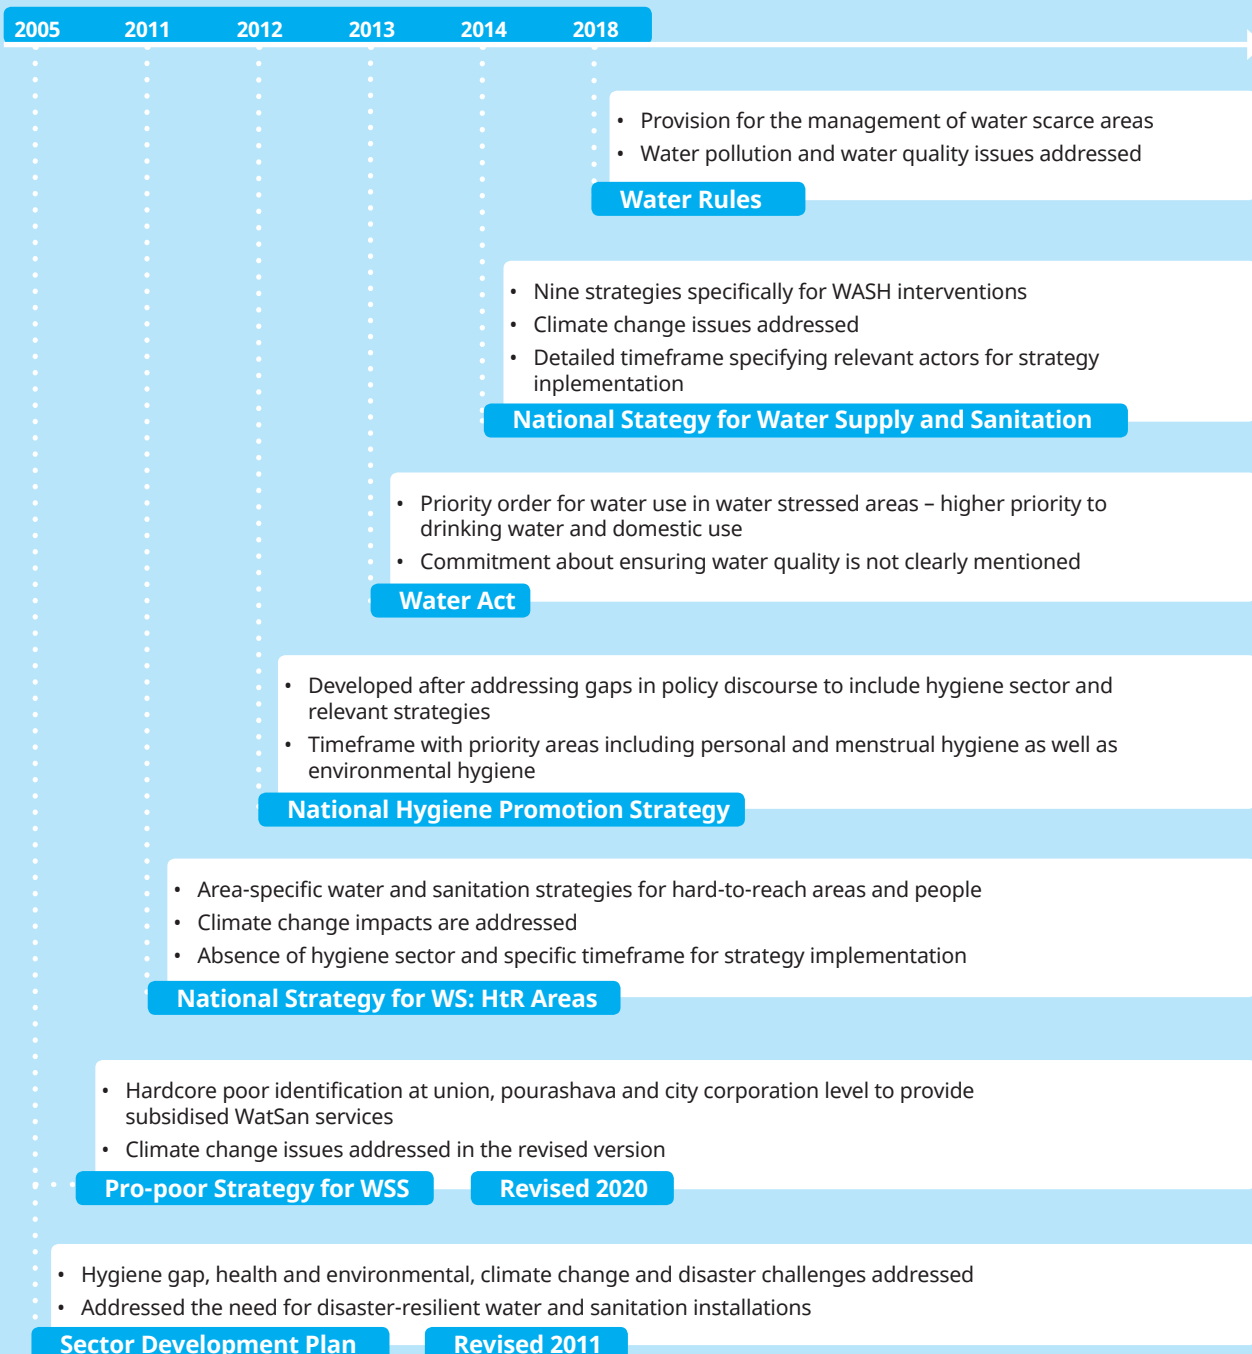 2005 2011 2012 2013 2014 2018
• Provision for the management of water scarce areas
• Water pollution and water quality issues addressed
Water Rules
• Nine strategies specifically for WASH interventions
• Climate change issues addressed
• Detailed timeframe specifying relevant actors for strategy
inplementation
National Stategy for Water Supply and Sanitation
• Priority order for water use in water stressed areas – higher priority to
drinking water and domestic use
• Commitment about ensuring water quality is not clearly mentioned
Water Act
• Developed after addressing gaps in policy discourse to include hygiene sector and
relevant strategies
• Timeframe with priority areas including personal and menstrual hygiene as well as
environmental hygiene
National Hygiene Promotion Strategy
• Area-specific water and sanitation strategies for hard-to-reach areas and people
• Climate change impacts are addressed
• Absence of hygiene sector and specific timeframe for strategy implementation
National Strategy for WS: HtR Areas
• Hardcore poor identification at union, pourashava and city corporation level to provide
subsidised WatSan services
• Climate change issues addressed in the revised version
Pro-poor Strategy for WSS Revised 2020
• Hygiene gap, health and environmental, climate change and disaster challenges addressed
• Addressed the need for disaster-resilient water and sanitation installations
Sector Development Plan Revised 2011